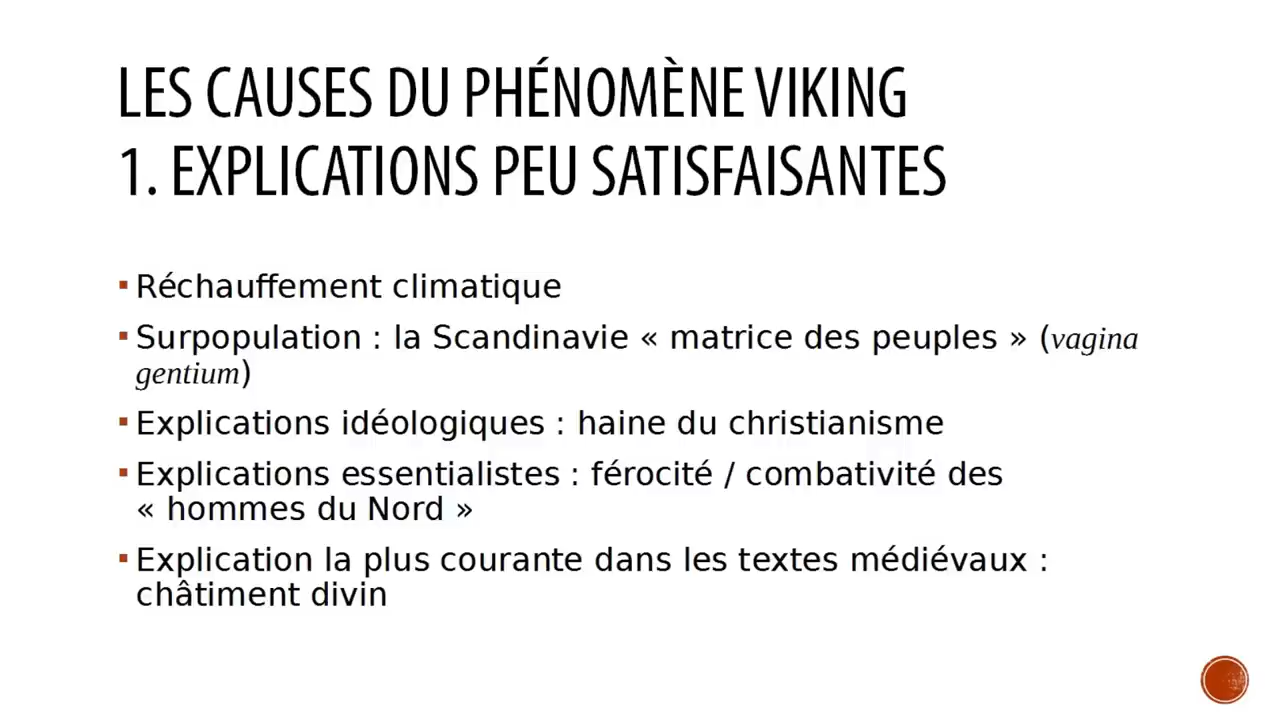 LES CAUSES DU PHÉNOMÈNE VIKING
1. EXPLICATIONS PEU SATISFAISANTES
▪ Réchauffement climatique
▪ Surpopulation : la Scandinavie « matrice des peuples » (vagina
gentium)
▪ Explications idéologiques : haine du christianisme
▪ Explications essentialistes : férocité / combativité des
« hommes du Nord »
▪ Explication la plus courante dans les textes médiévaux :
châtiment divin